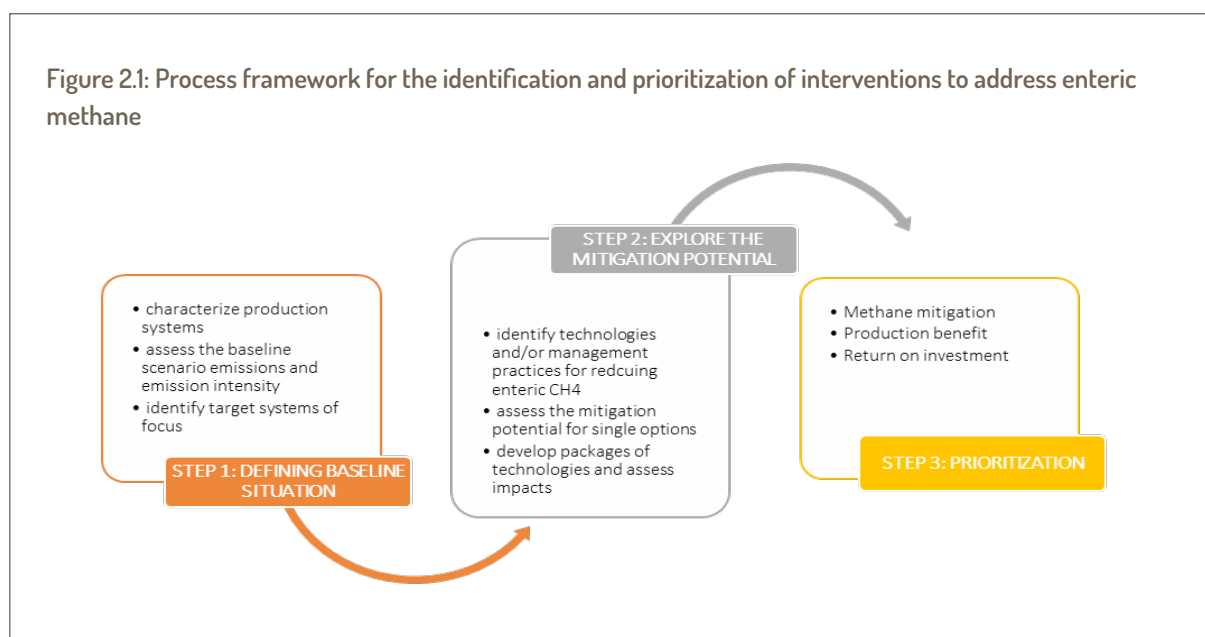 Figure 2.1: Process framework for the identification and prioritization of interventions to address enteric
methane
• characterize production
systems
• assess the baseline
scenario emissions and
emission intensity
• identify target systems of
focus
STEP 1: DEFINING BASELINE
SITUATION
STEP 2: EXPLORE THE
MITIGATION POTENTIAL
• identify technologies
and/or management
practices for redcuing
enteric CH4
• assess the mitigation
potential for single options
• develop packages of
technologies and assess
impacts
• Methane mitigation
• Production benefit
• Return on investment
STEP 3: PRIORITIZATION